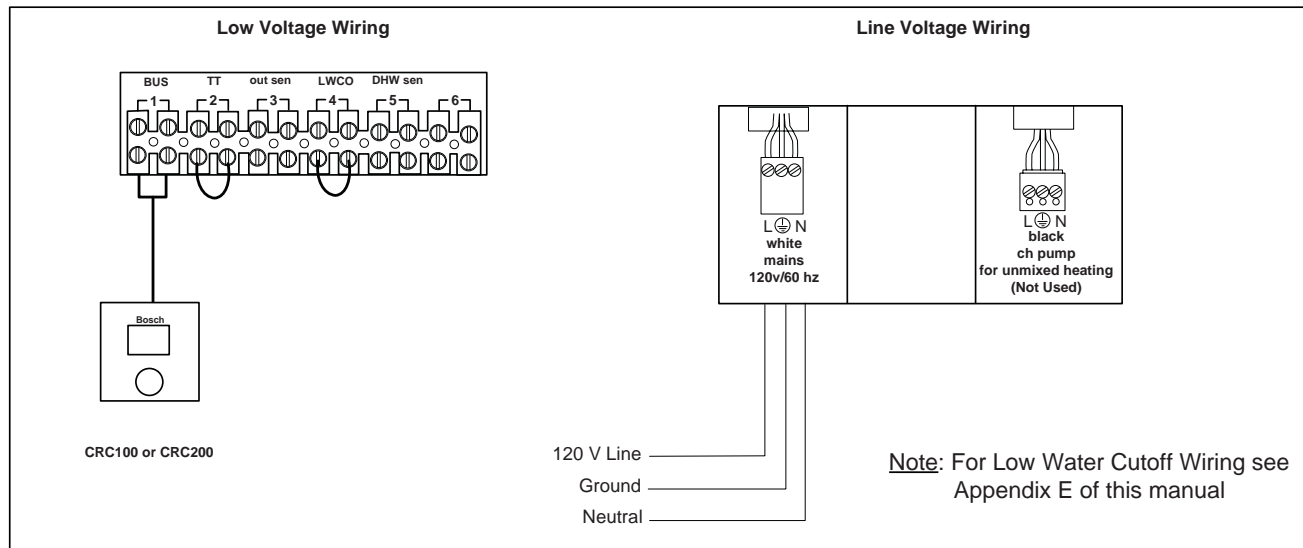 Low Voltage Wiring
Line Voltage Wiring
BUS TT out sen LWCO DHW sen
1 2 3 4 5 6
Bosch
CRC100 or CRC200
L N
white
mains
120v/60 hz
L N
black
ch pump
for unmixed heating
(Not Used)
120 V Line
Ground
Neutral
Note: For Low Water Cutoff Wiring see
Appendix E of this manual